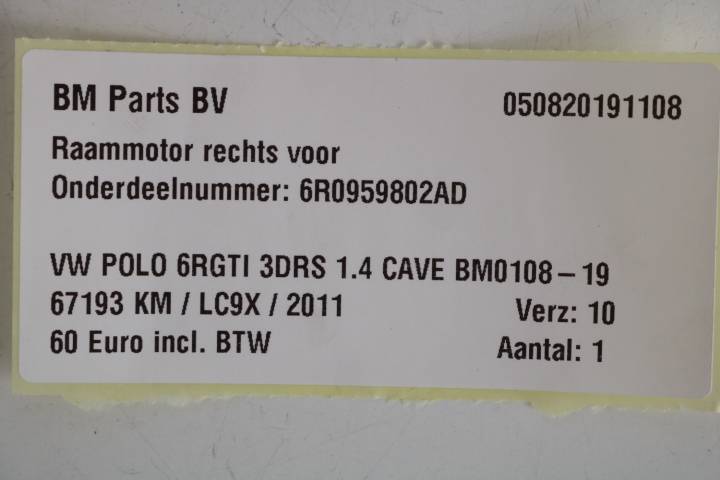 BM Parts BV 050820191108
Raammotor rechts voor
Onderdeelnummer: 6R0959802AD
VW POLO 6RGTI 3DRS 1.4 CAVE BM0108-19
67193 KM / LC9X / 2011 Verz: 10
60 Euro incl. BTW Aantal: 1